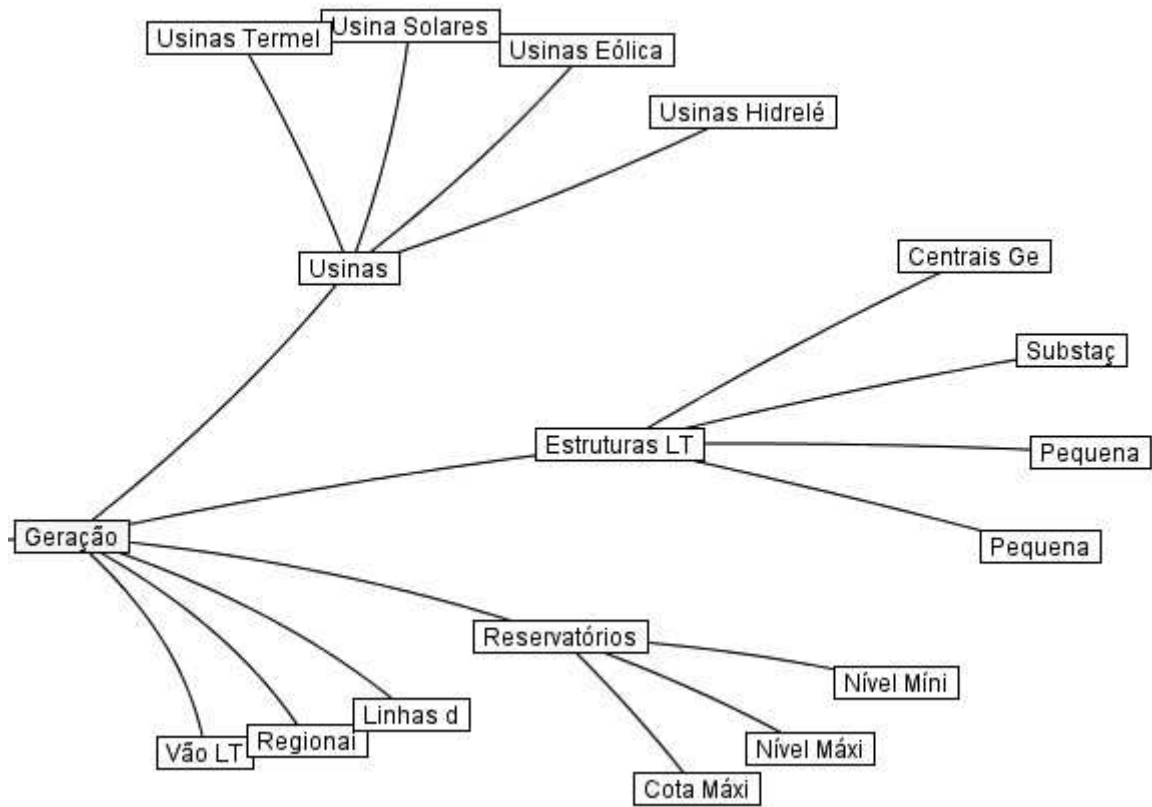 Usinas Termel
Usina Solares
Usinas Eólica
Usinas Hidrelé
Usinas
Centrais Ge
Substaç
Estruturas LT
Pequena
Geração
Pequena
Reservatórios
Nível Míni
Linhas d
Regionai
Vão LT
Nível Máxi
Cota Máxi